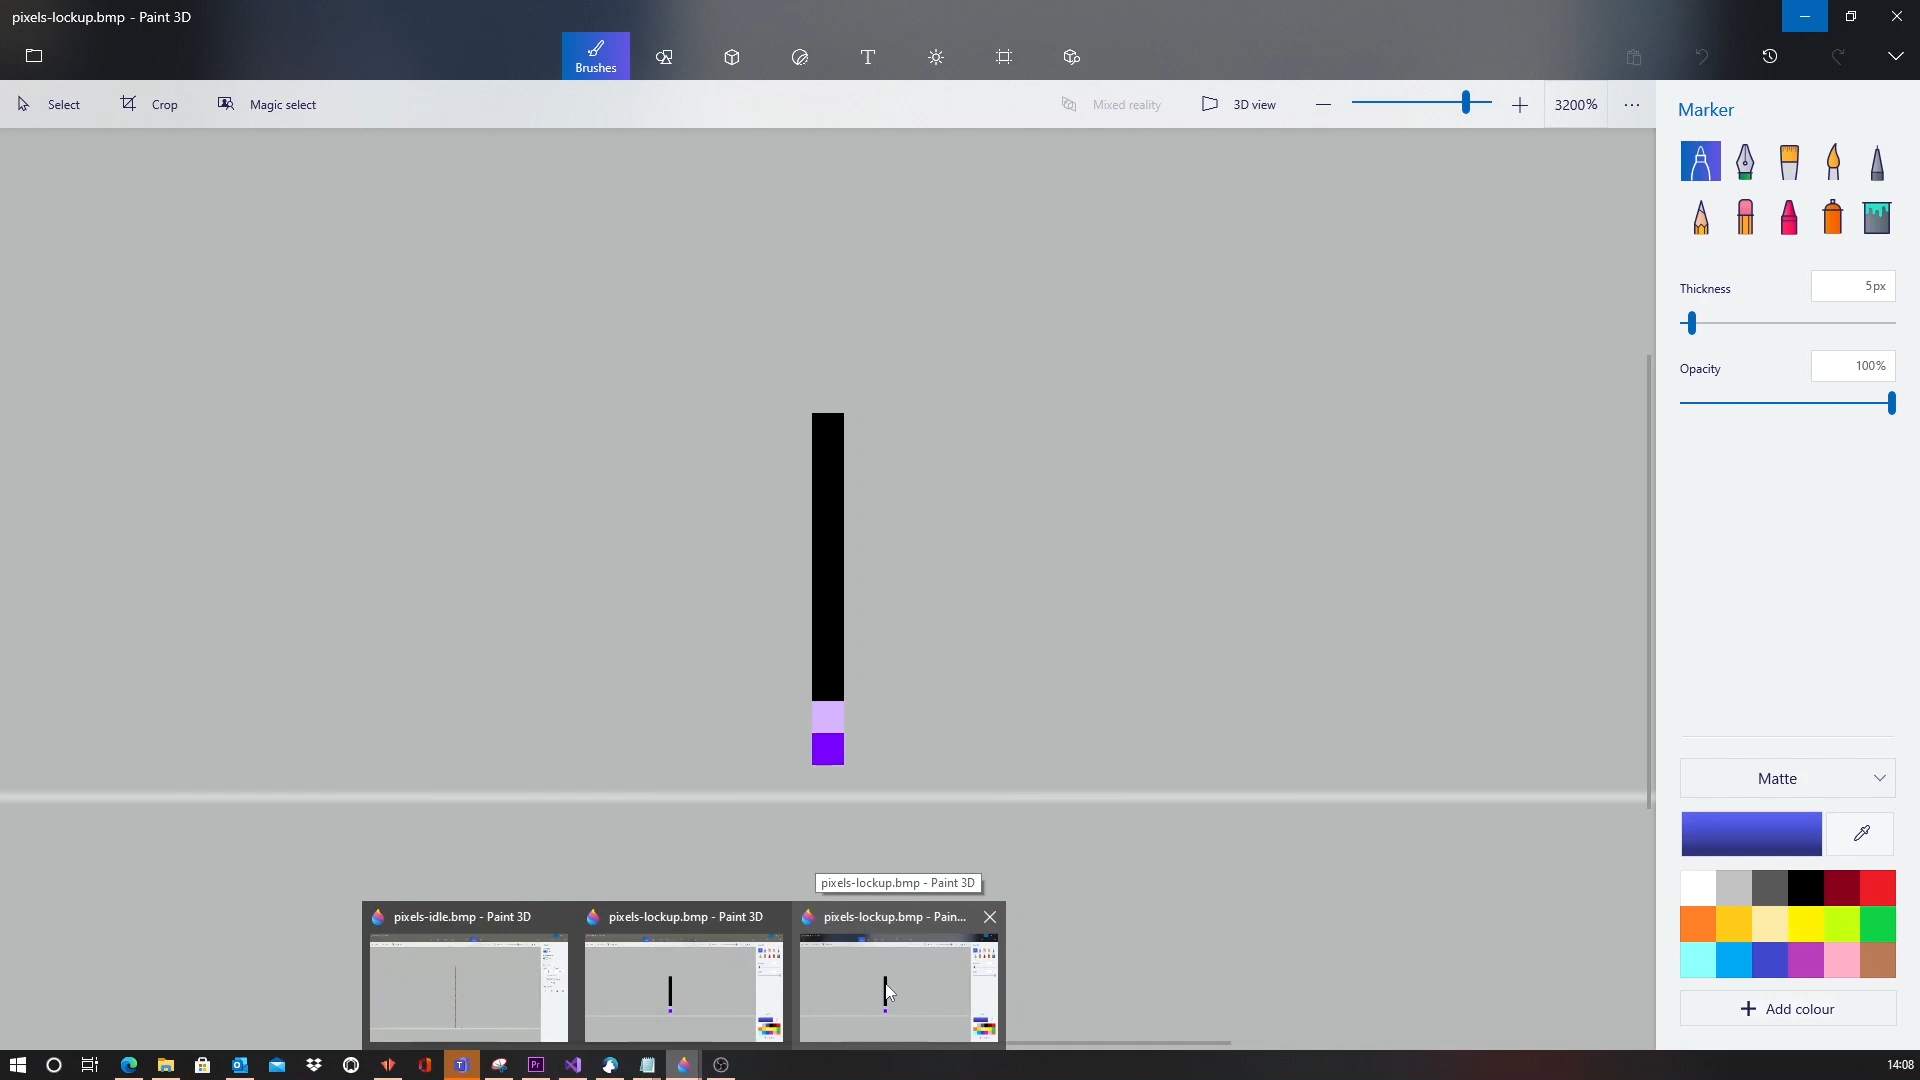 pixels-lockup.bmp - Paint 3D
Brushes
Select
Crop
Magic select
Mixed reality
3D view
3200%
Marker
Thickness
5px
Opacity
100%
Matte
Add colour
pixels-lockup.bmp - Paint 3D
pixels-idle.bmp - Paint 3D
pixels-lockup.bmp - Paint 3D
pixels-lockup.bmp - Pain...
14:08